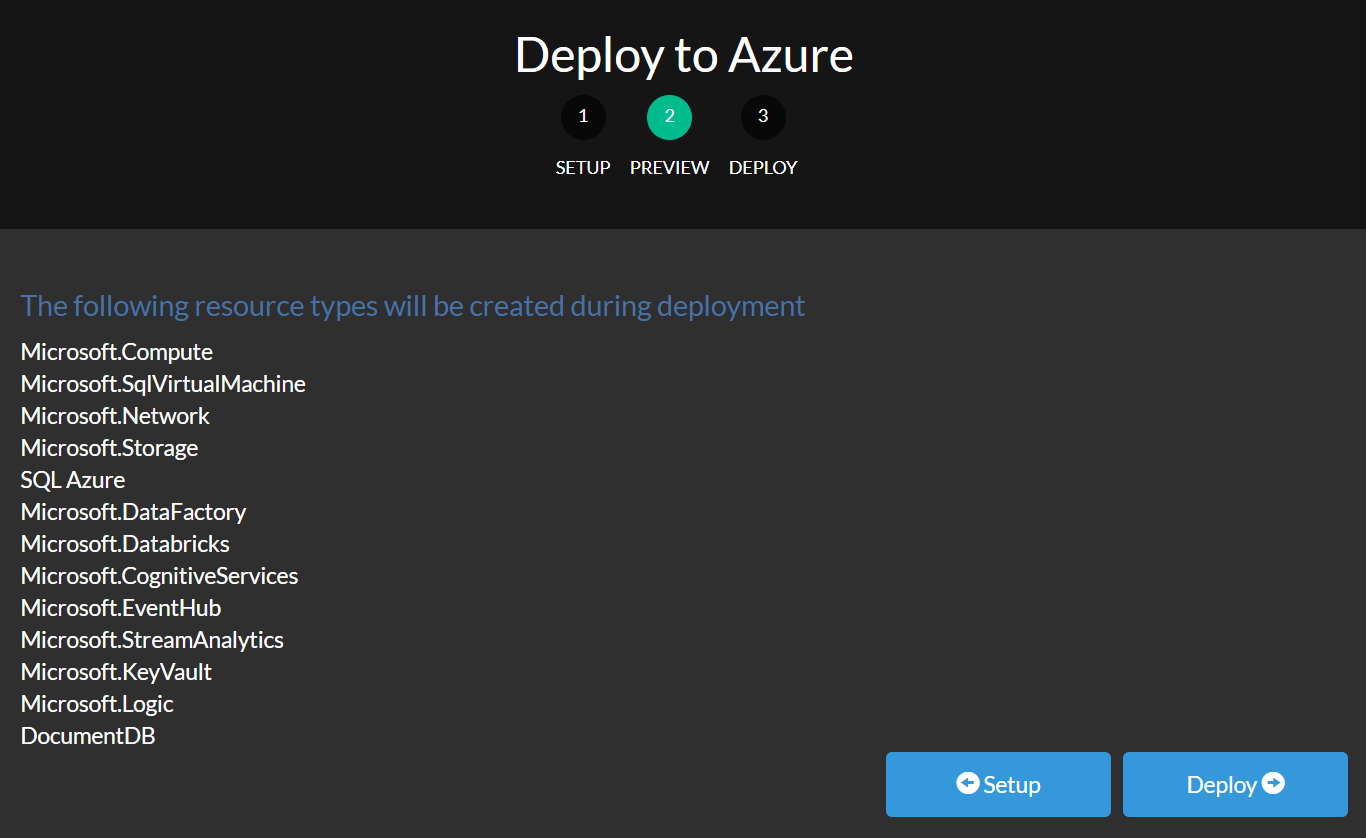 Deploy to Azure
1 2 3
SETUP PREVIEW DEPLOY
The following resource types will be created during deployment
Microsoft.Compute
Microsoft.SqlVirtualMachine
Microsoft.Network
Microsoft.Storage
SQL Azure
Microsoft.DataFactory
Microsoft.Databricks
Microsoft.CognitiveServices
Microsoft.EventHub
Microsoft.StreamAnalytics
Microsoft.KeyVault
Microsoft.Logic
DocumentDB
Setup Deploy